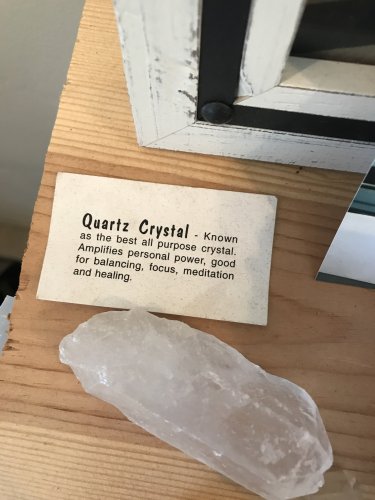 Quartz Crystal - Known
as the best all purpose crystal.
Amplifies personal power, good
for balancing, focus, meditation
and healing.